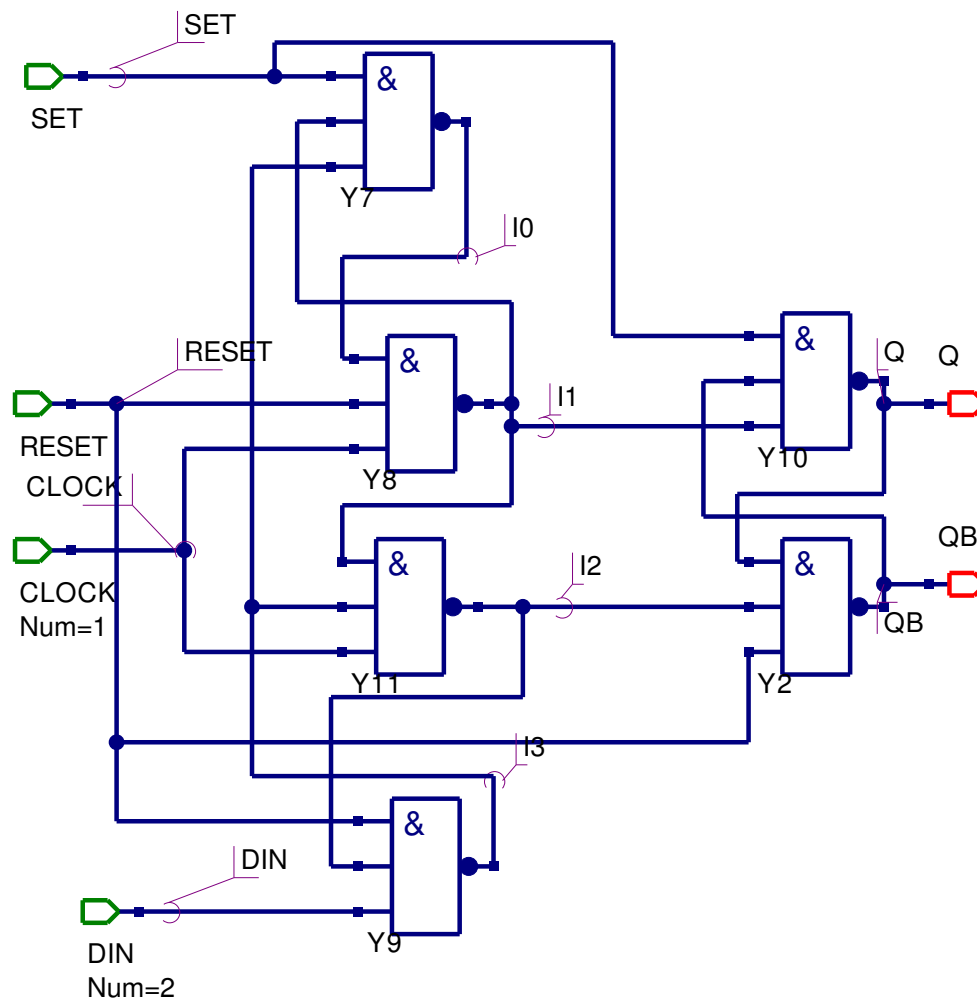 SET
&
SET
Y7
I0
RESET
&
&
Q
Q
I1
RESET
Y8
Y10
CLOCK
QB
&
&
I2
CLOCK
Num=1
QB
Y11
Y2
I3
&
DIN
Y9
DIN
Num=2